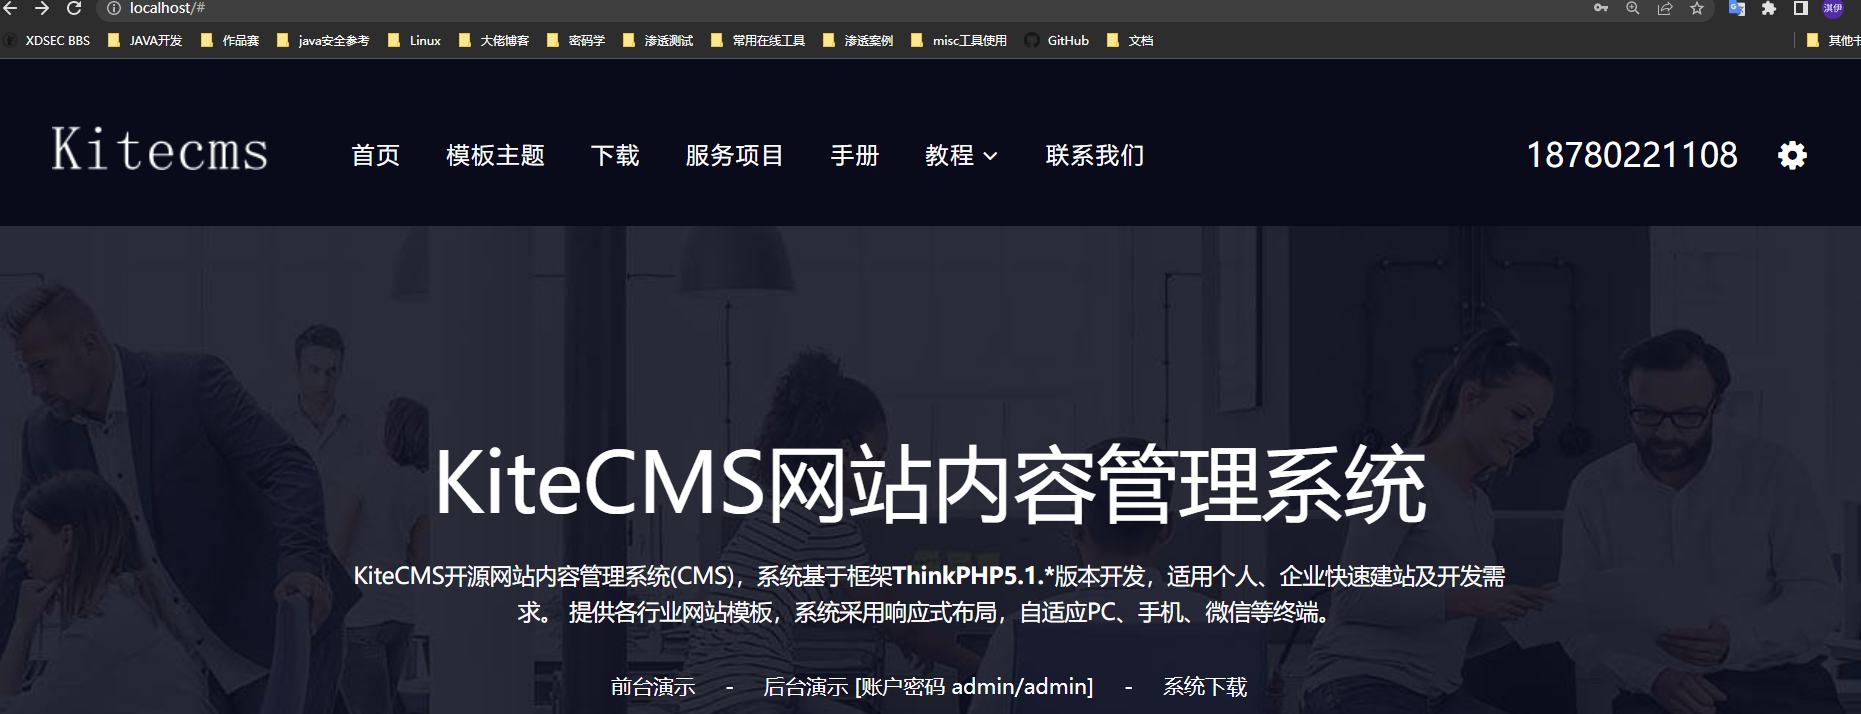 localhost/#
淇伊
XDSEC BBS JAVA开发 作品赛 java安全参考 Linux 大佬博客 密码学 渗透测试 常用在线工具 渗透案例 misc工具使用 GitHub 文档 其他书
Kitecms 首页 模板主题 下载 服务项目 手册 教程 联系我们 18780221108
KiteCMS网站内容管理系统
KiteCMS开源网站内容管理系统(CMS)，系统基于框架ThinkPHP5.1.*版本开发，适用个人、企业快速建站及开发需
求。 提供各行业网站模板，系统采用响应式布局，自适应PC、手机、微信等终端。
前台演示 - 后台演示 [账户密码 admin/admin] - 系统下载